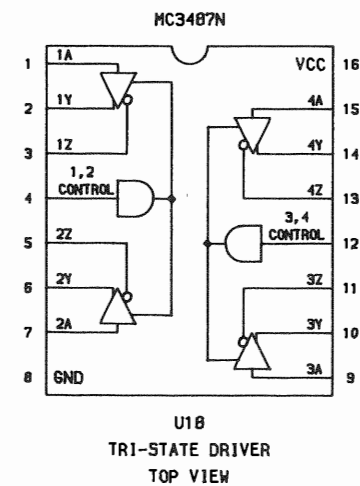 MC3487N
1 1A VCC 16
2 1Y 4A 15
3 1Z 4Y 14
4 1,2 CONTROL 4Z 13
5 2Z 3,4 CONTROL 12
6 2Y 3Z 11
7 2A 3Y 10
8 GND 3A 9
U18
TRI-STATE DRIVER
TOP VIEW